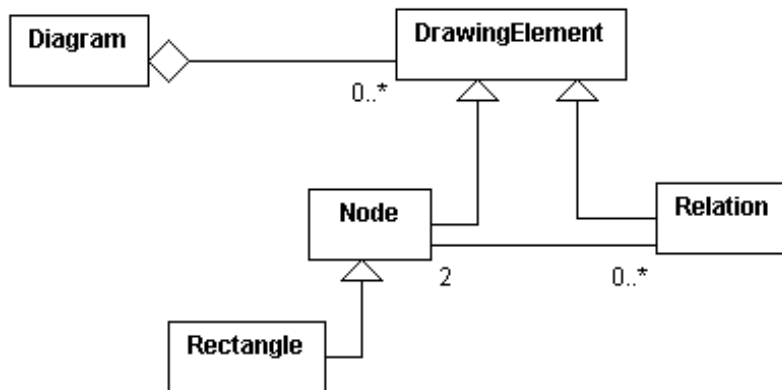 Diagram
DrawingElement
0..*
Node
Relation
2
0..*
Rectangle